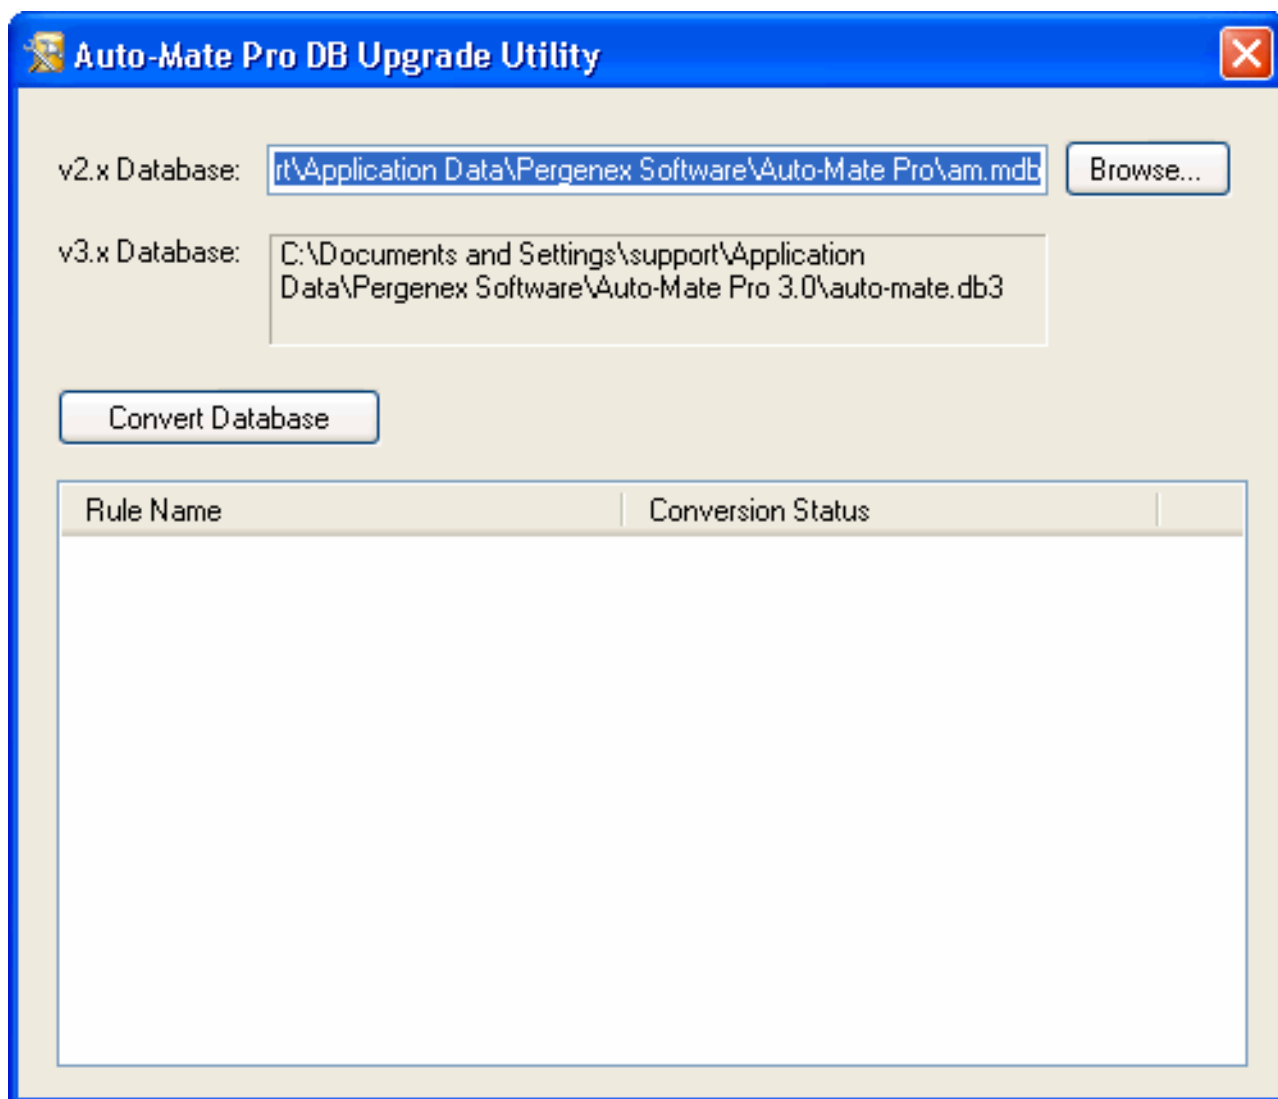 Auto-Mate Pro DB Upgrade Utility
v2.x Database: rt\Application Data\Pergenex Software\Auto-Mate Pro\am.mdb Browse...
v3.x Database: C:\Documents and Settings\support\Application
Data\Pergenex Software\Auto-Mate Pro 3.0\auto-mate.db3
Convert Database
Rule Name Conversion Status